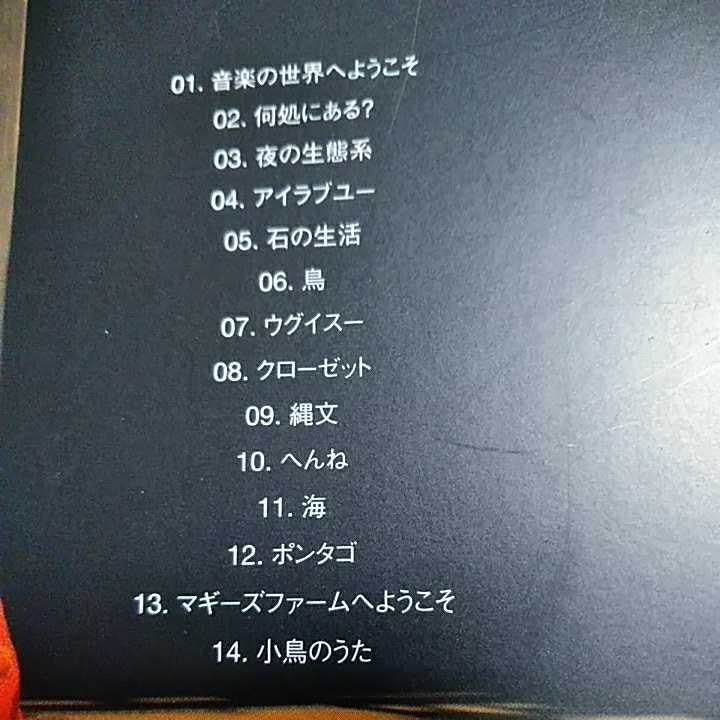 01. 音楽の世界へようこそ
02. 何処にある?
03. 夜の生態系
04. アイラブユー
05. 石の生活
06. 鳥
07. ウグイスー
08. クローゼット
09. 縄文
10. へんね
11. 海
12. ポンタゴ
13. マギーズファームへようこそ
14. 小鳥のうた